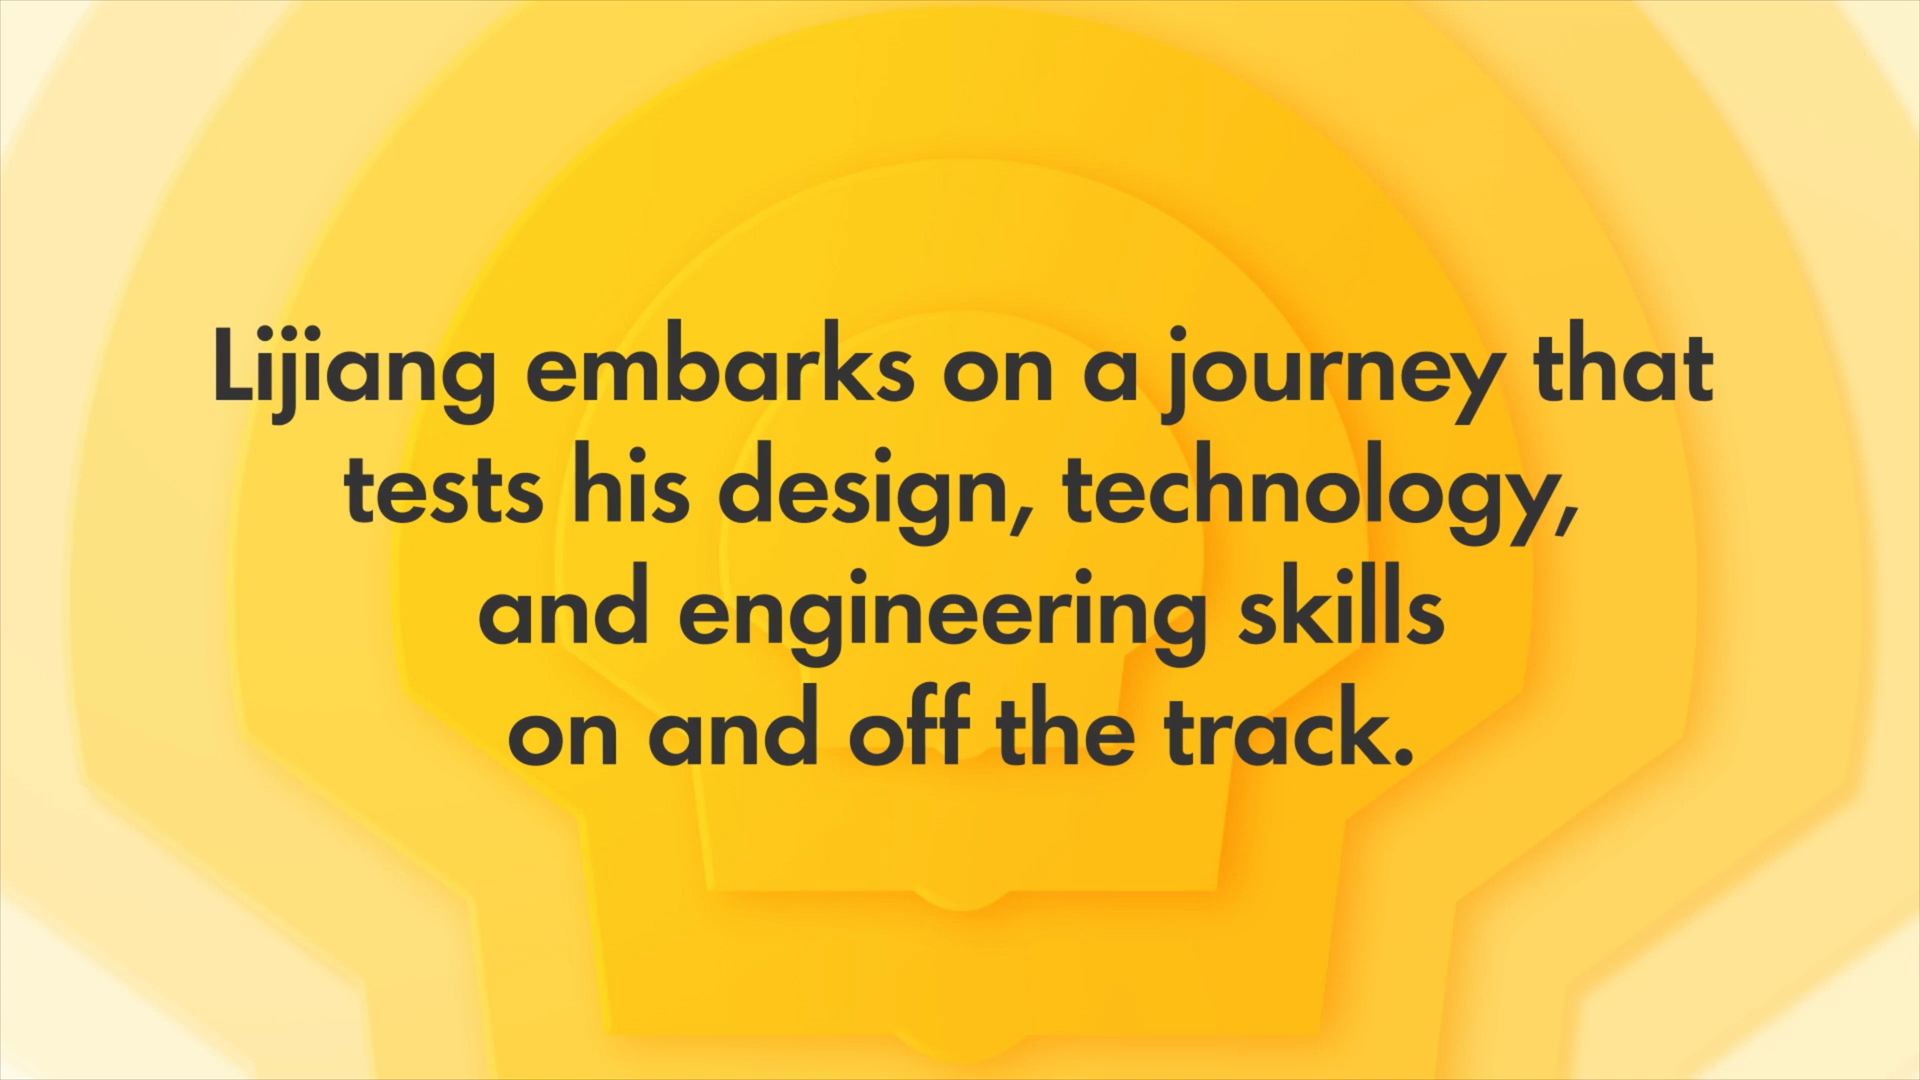 Lijiang embarks on a journey that
tests his design, technology,
and engineering skills
on and off the track.